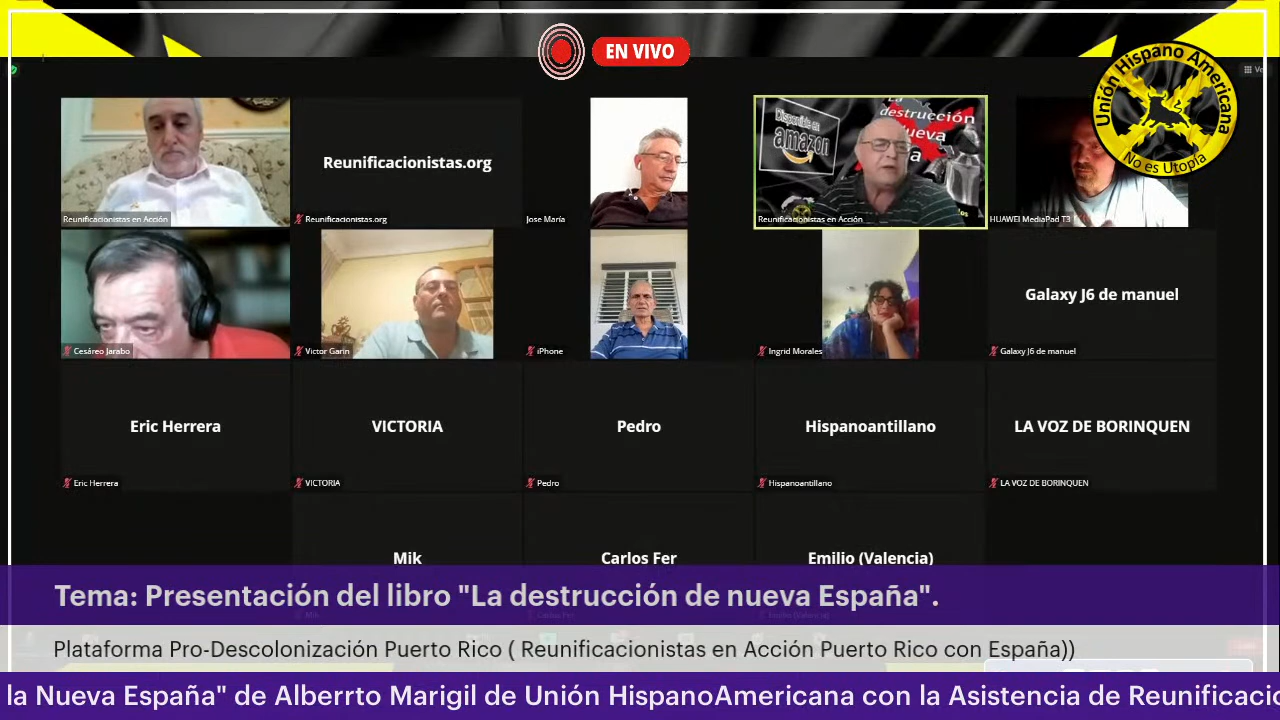 EN VIVO
Unión Hispano Americana
No es Utopía
Disponible en
amazon
destrucción
Nueva
Reunificacionistas en Acción
Reunificacionistas.org
Reunificacionistas.org
Jose María
Reunificacionistas en Acción
HUAWEI MediaPad T3
Cesáreo Jarabo
Victor Garin
iPhone
Ingrid Morales
Galaxy J6 de manuel
Galaxy J6 de manuel
Eric Herrera
Eric Herrera
VICTORIA
VICTORIA
Pedro
Pedro
Hispanoantillano
Hispanoantillano
LA VOZ DE BORINQUEN
LA VOZ DE BORINQUEN
Mik
Carlos Fer
Emilio (Valencia)
Tema: Presentación del libro "La destrucción de nueva España".
Plataforma Pro-Descolonización Puerto Rico ( Reunificacionistas en Acción Puerto Rico con España))
la Nueva España" de Alberrto Marigil de Unión HispanoAmericana con la Asistencia de Reunificacio